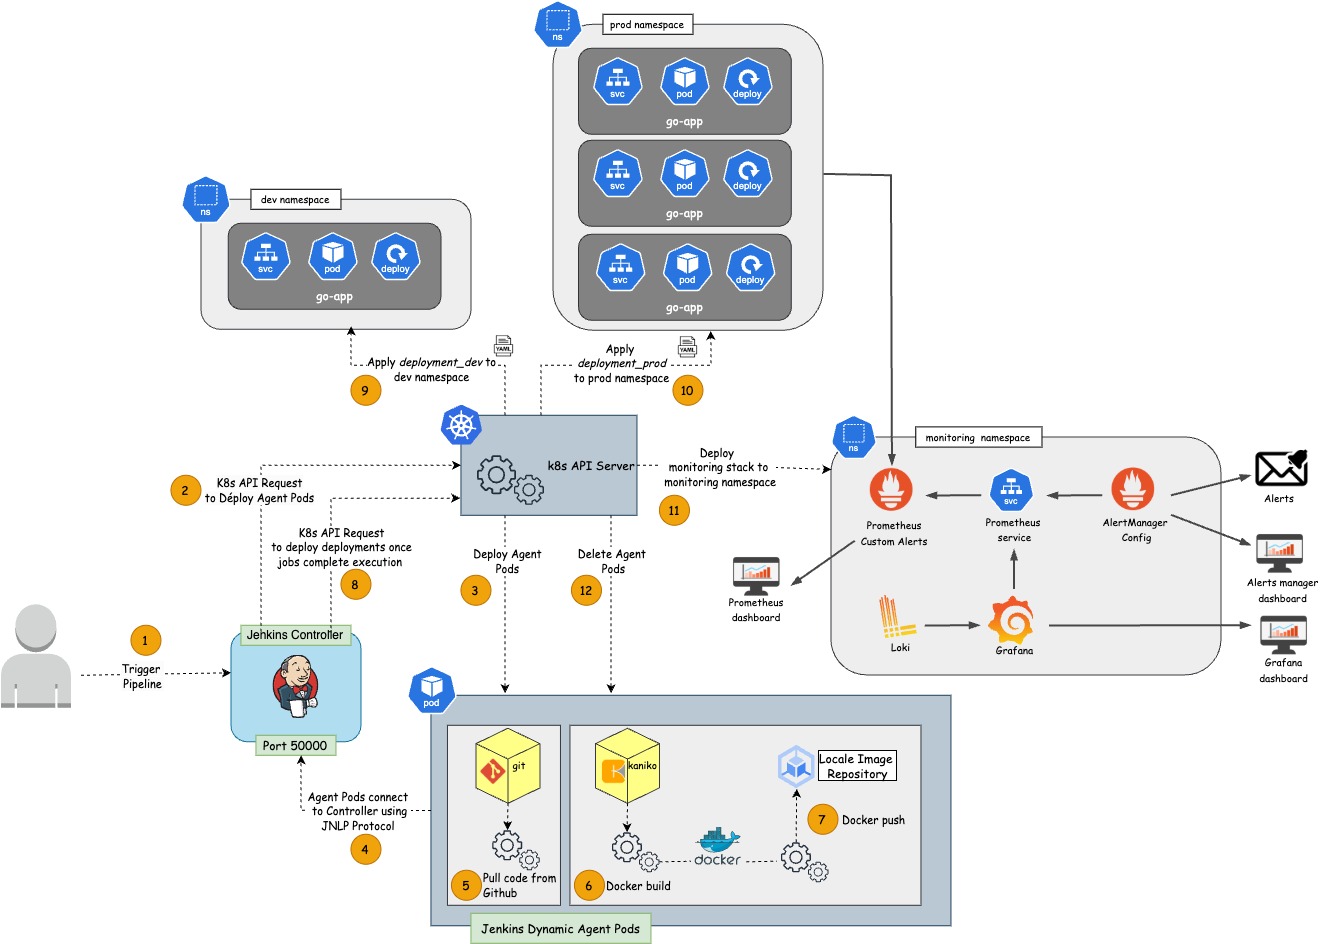 prod namespace
ns
svc
pod
deploy
go-app
svc
pod
deploy
go-app
svc
pod
deploy
go-app
dev namespace
ns
svc
pod
deploy
go-app
Apply deployment_dev to
dev namespace
YAML
9
Apply
deployment_prod
to prod namespace
YAML
10
k8s API Server
Deploy
monitoring stack to
monitoring namespace
11
2
K8s API Request
to Déploy Agent Pods
K8s API Request
to deploy deployments once
jobs complete execution
8
Deploy Agent
Pods
3
Delete Agent
Pods
12
1
Trigger
Pipeline
Jehkins Controller
Port 50000
Agent Pods connect
to Controller using
JNLP Protocol
4
pod
git
5
Pull code from
Github
kaniko
6
Docker build
docker
7
Docker push
Locale Image
Repository
Jenkins Dynamic Agent Pods
monitoring namespace
ns
Prometheus
Custom Alerts
svc
Prometheus
service
AlertManager
Config
Alerts
Alerts manager
dashboard
Prometheus
dashboard
Loki
Grafana
Grafana
dashboard